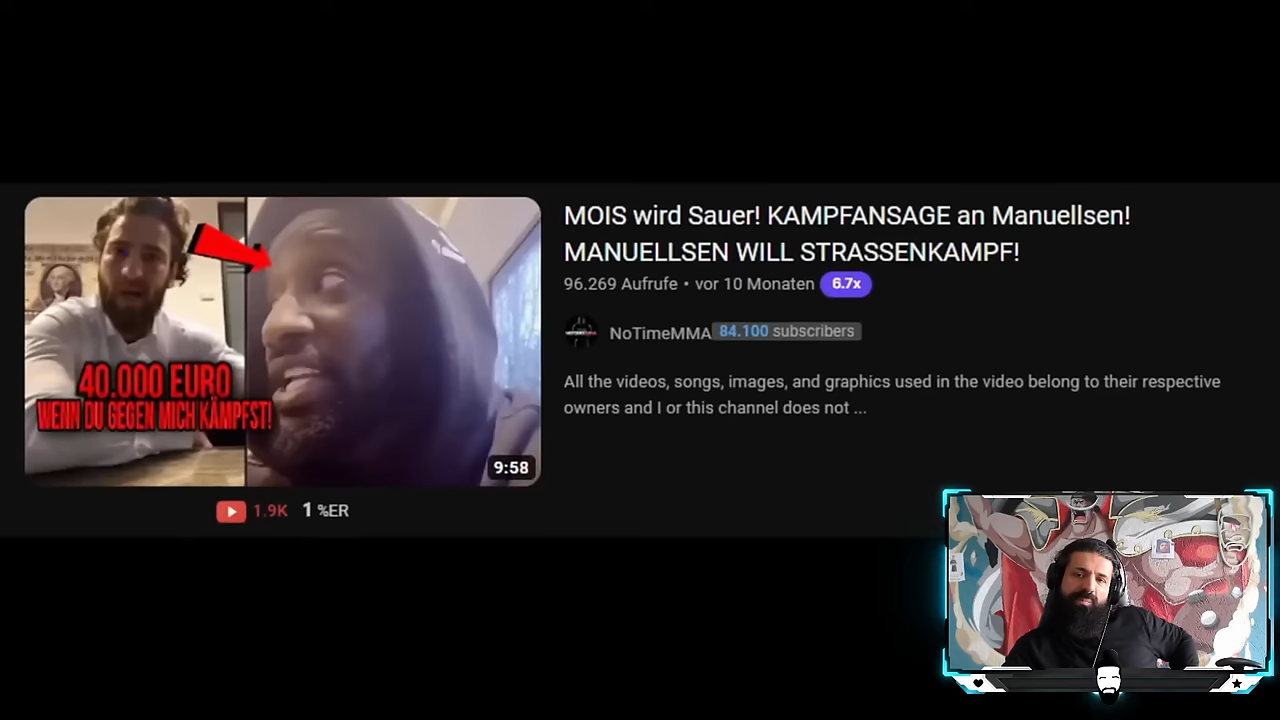 MOIS wird Sauer! KAMPFANSAGE an Manuellsen!
MANUELLSEN WILL STRASSENKAMPF!
96.269 Aufrufe • vor 10 Monaten 6.7x
NoTimeMMA 84.100 subscribers
All the videos, songs, images, and graphics used in the video belong to their respective
owners and I or this channel does not ...
40.000 EURO
WENN DU GEGEN MICH KÄMPFST!
9:58
1.9K 1 %ER